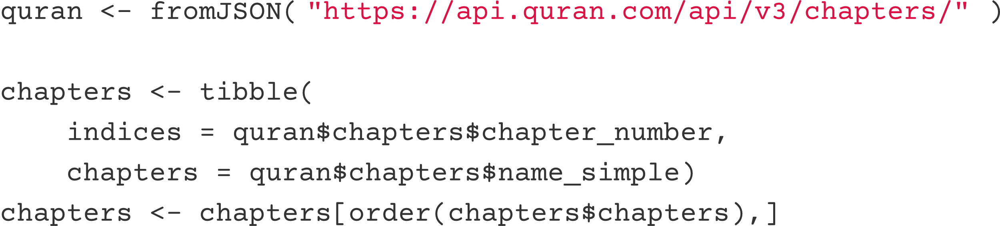 quran <- fromJSON("https://api.quran.com/api/v3/chapters/" )
chapters <- tibble(
    indices = quran$chapters$chapter_number,
    chapters = quran$chapters$name_simple)
chapters <- chapters[order(chapters$chapters),]